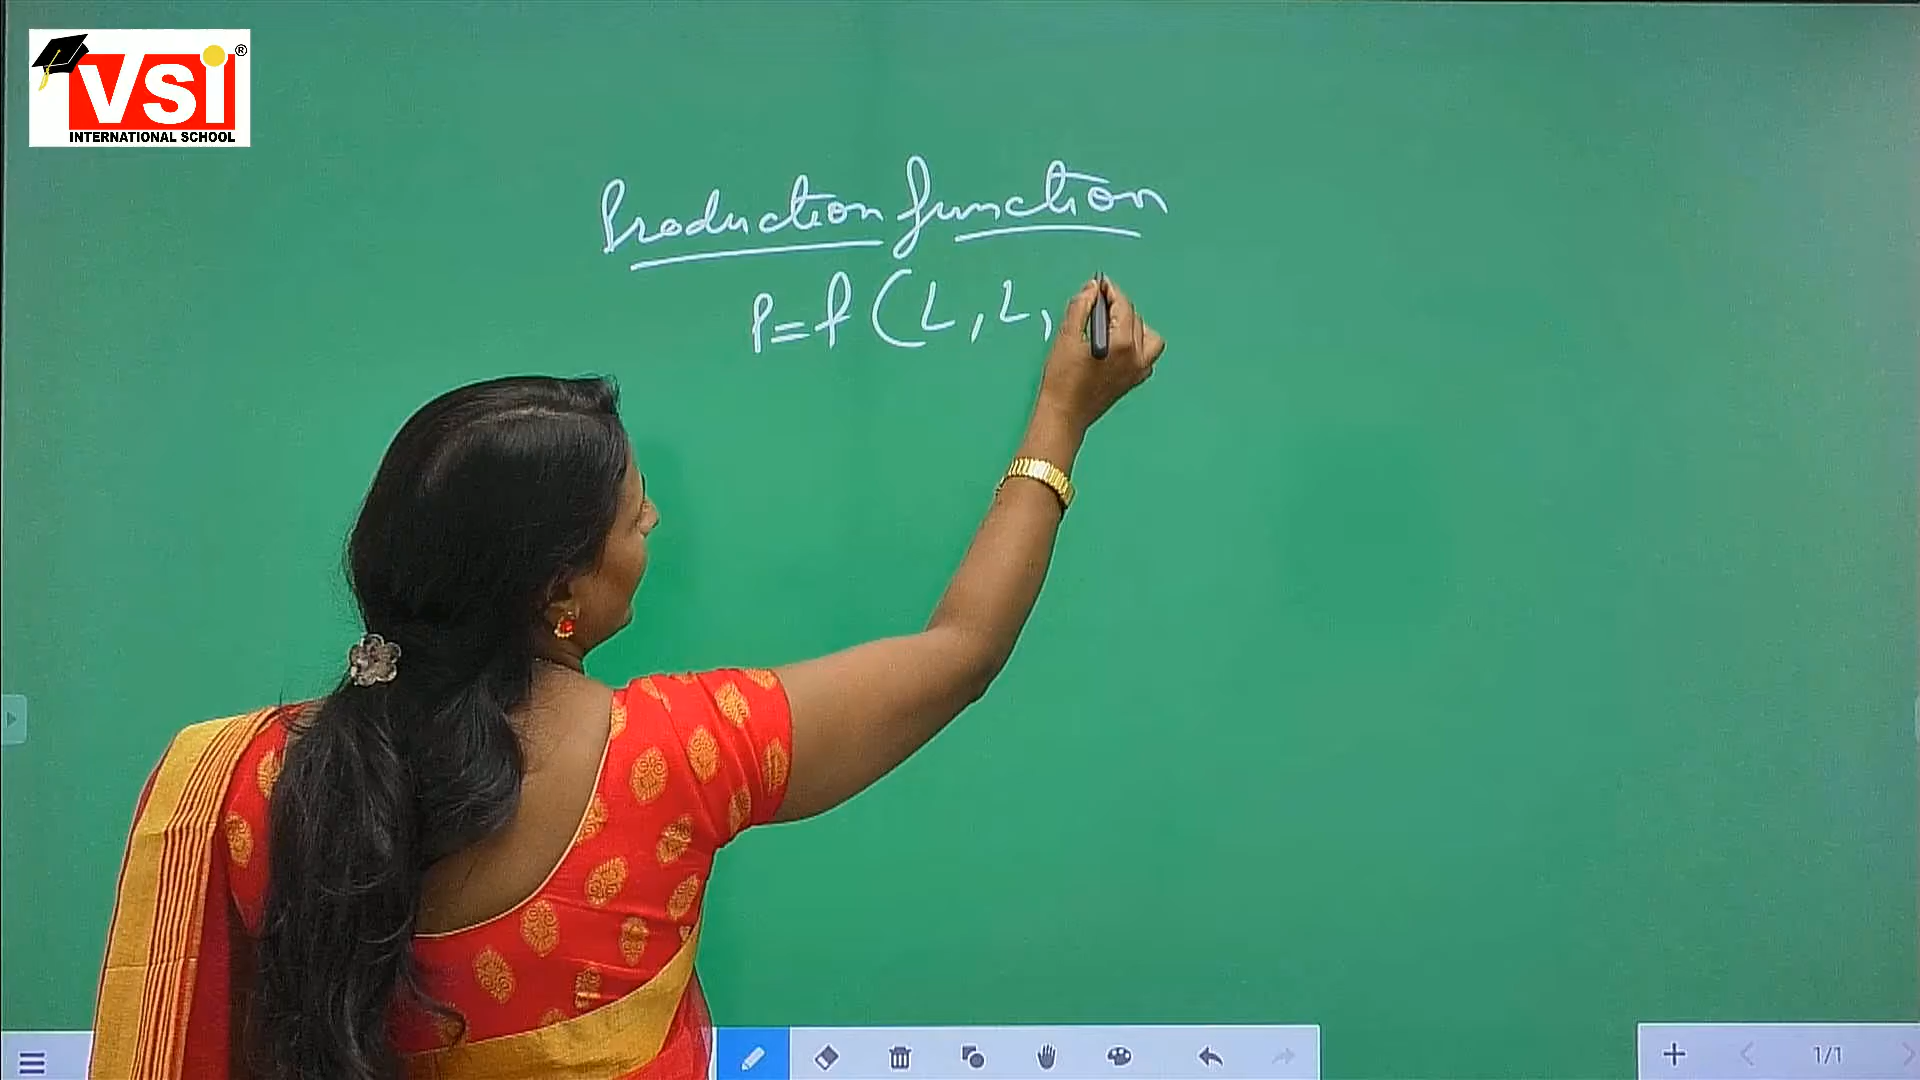 VSI®
INTERNATIONAL SCHOOL
Production function
P=f(L, L,
1/1